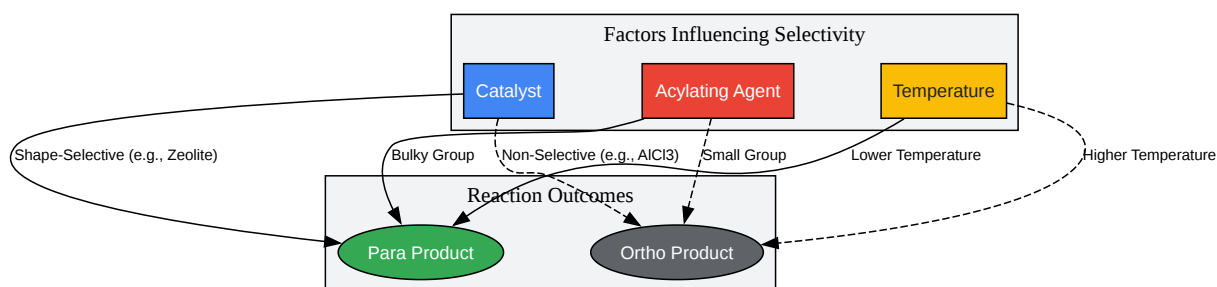 Factors Influencing Selectivity
Catalyst
Acylating Agent
Temperature
Shape-Selective (e.g., Zeolite)
Bulky Group
Non-Selective (e.g., AlCl3)
Small Group
Lower Temperature
Higher Temperature
Reaction Outcomes
Para Product
Ortho Product